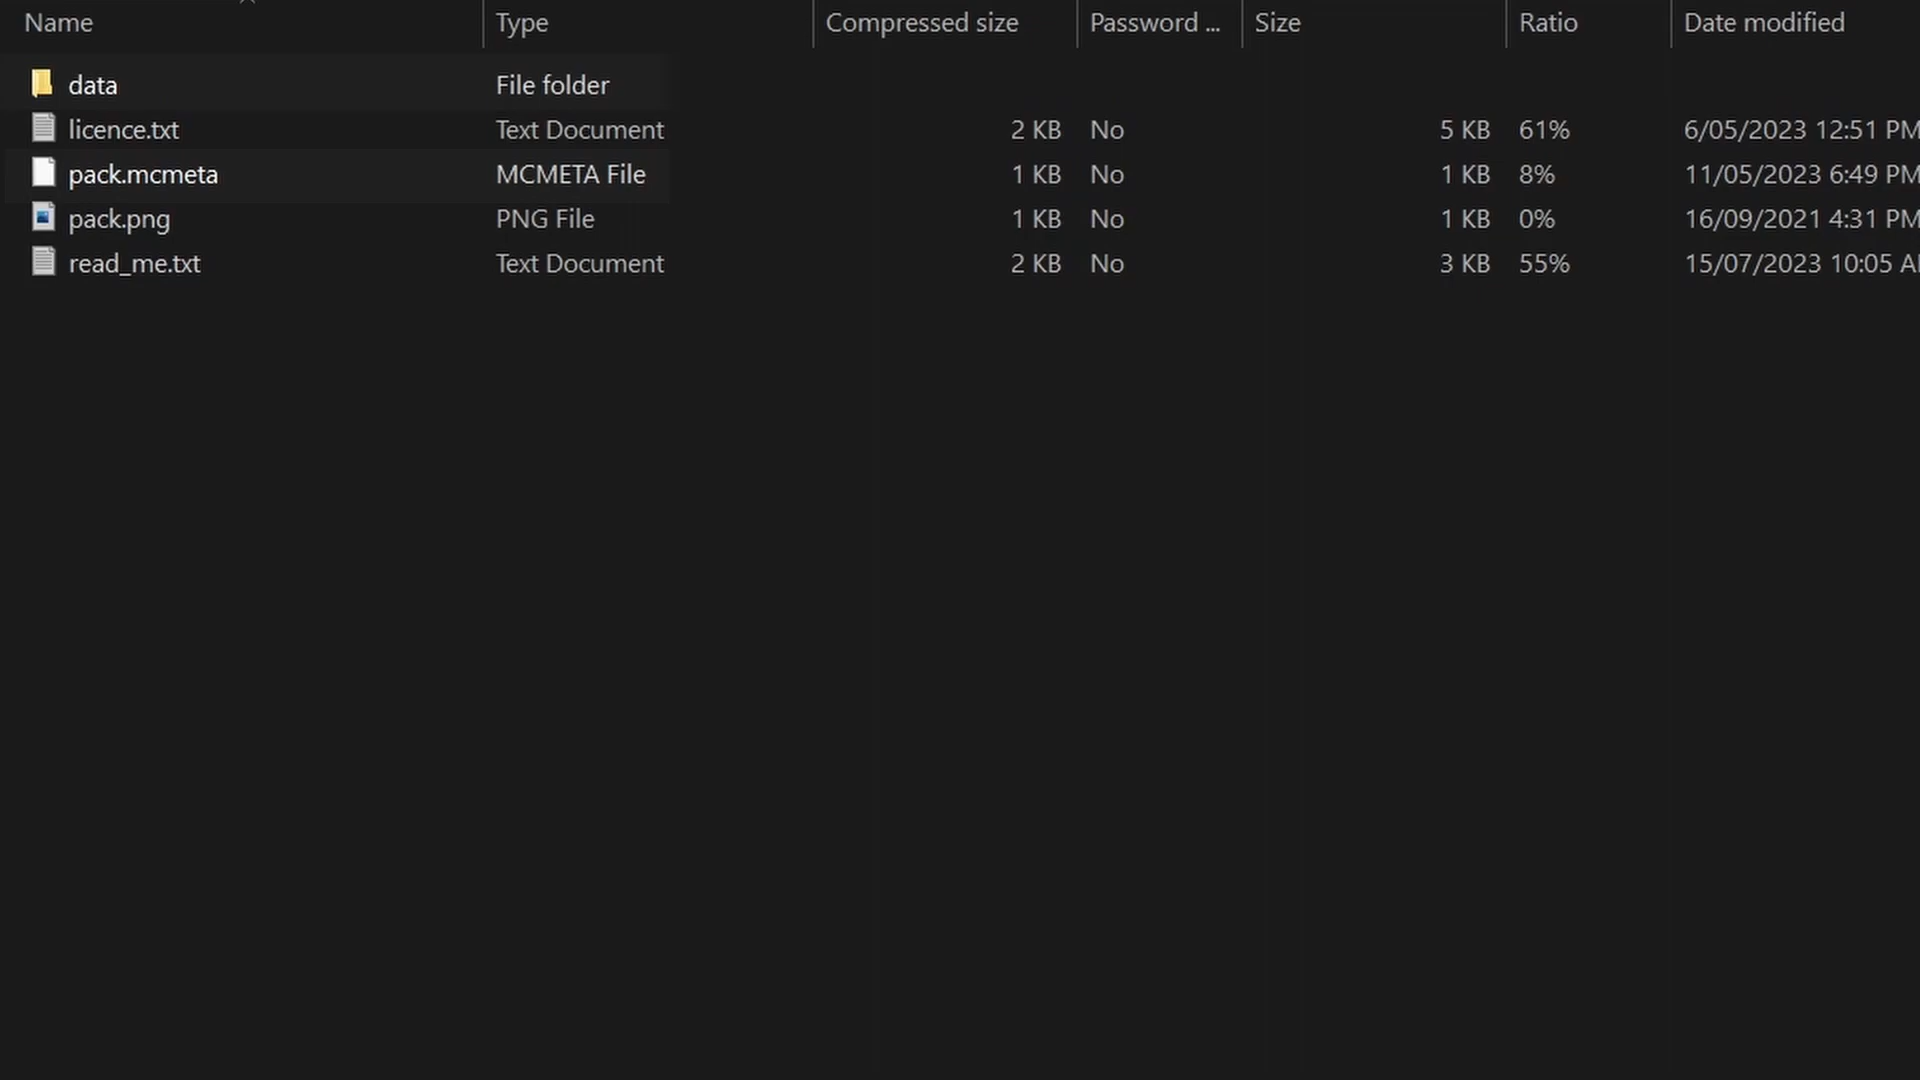 Name Type Compressed size Password ... Size Ratio Date modified
data File folder
licence.txt Text Document 2 KB No 5 KB 61% 6/05/2023 12:51 PM
pack.mcmeta MCMETA File 1 KB No 1 KB 8% 11/05/2023 6:49 PM
pack.png PNG File 1 KB No 1 KB 0% 16/09/2021 4:31 PM
read_me.txt Text Document 2 KB No 3 KB 55% 15/07/2023 10:05 A